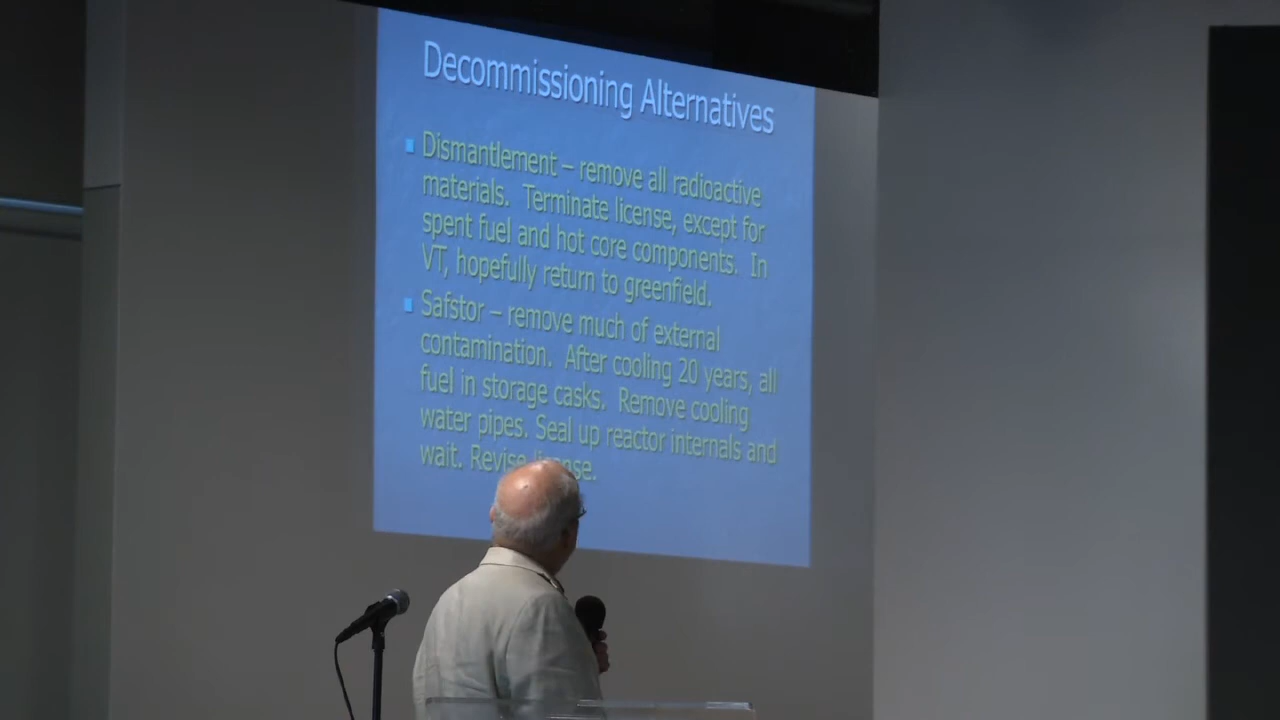 Decommissioning Alternatives
Dismantlement – remove all radioactive
materials. Terminate license, except for
spent fuel and hot core components. In
VT, hopefully return to greenfield.
Safstor – remove much of external
contamination. After cooling 20 years, all
fuel in storage casks. Remove cooling
water pipes. Seal up reactor internals and
wait. Revise